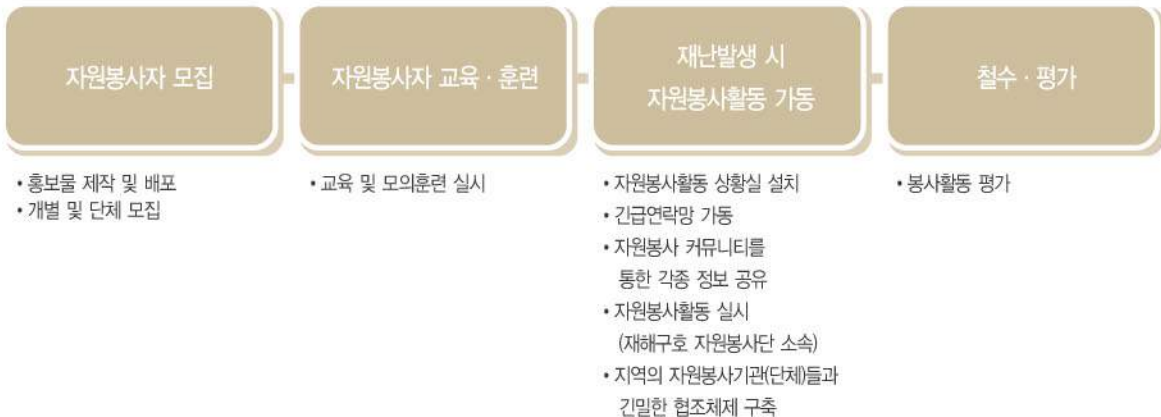 자원봉사자 모집
• 홍보물 제작 및 배포
• 개별 및 단체 모집
자원봉사자 교육 · 훈련
• 교육 및 모의훈련 실시
재난발생 시
자원봉사활동 가동
• 자원봉사활동 상황실 설치
• 긴급연락망 가동
• 자원봉사 커뮤니티를
통한 각종 정보 공유
• 자원봉사활동 실시
(재해구호 자원봉사단 소속)
• 지역의 자원봉사기관(단체)들과
긴밀한 협조체제 구축
철수 · 평가
• 봉사활동 평가